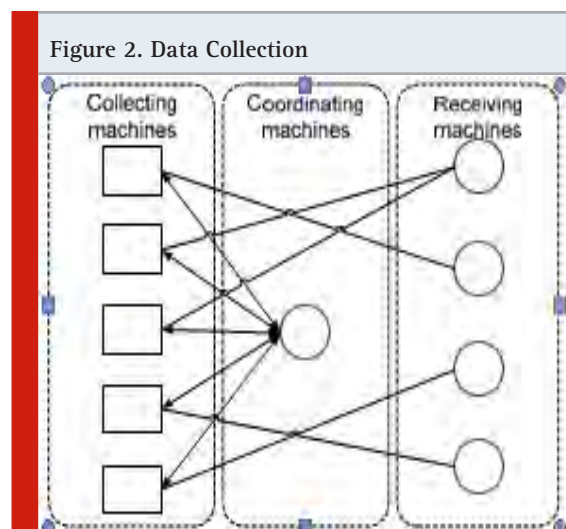 Figure 2. Data Collection
Collecting
machines
Coordinating
machines
Receiving
machines